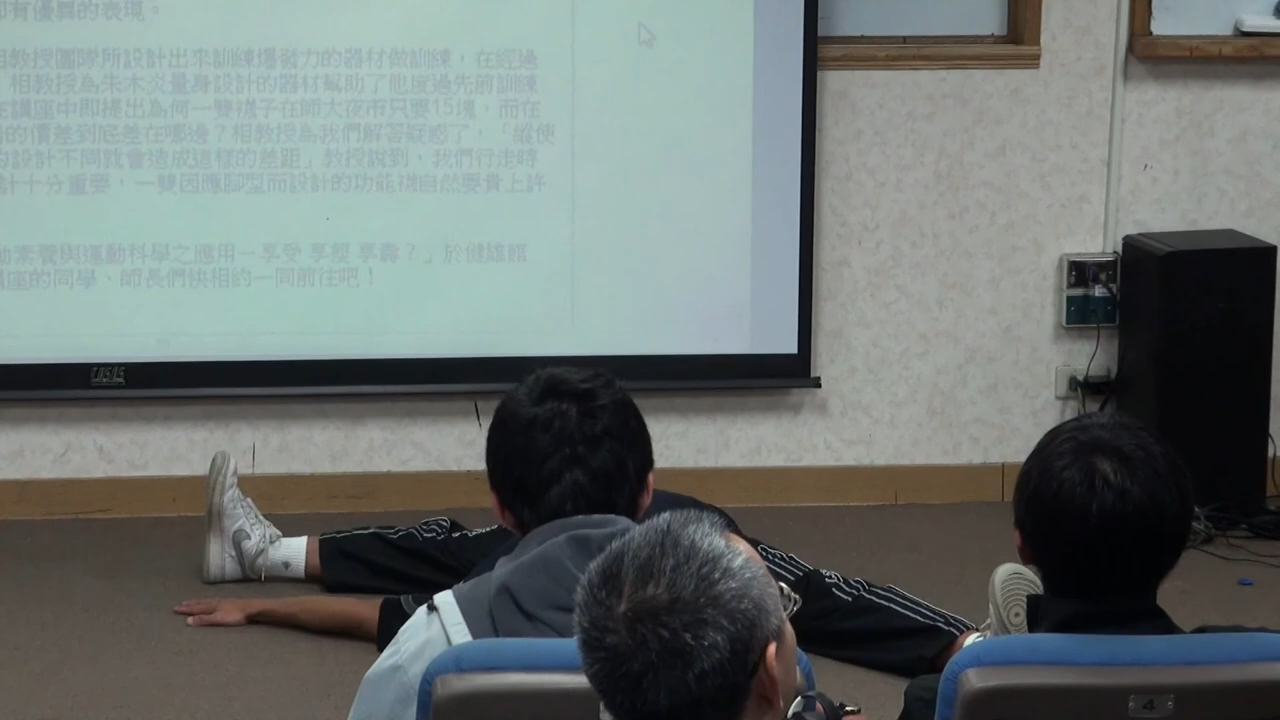 即有優異的表現。
相教授團隊所設計出來訓練爆發力的器材做訓練，在經過
，相教授為朱木炎量身設計的器材幫助了他度過先前訓練
在講座中即提出為何一雙襪子在師大夜市只要15塊，而在
的價差到底差在哪邊？相教授為我們解答疑惑了，「縱使
的設計不同就會造成這樣的差距」教授說到，我們行走時
計十分重要，一雙因應腳型而設計的功能襪自然要貴上許
動素養與運動科學之應用－享受 享瘦 享壽？」於健雄館
講座的同學、師長們快相約一同前往吧！
4